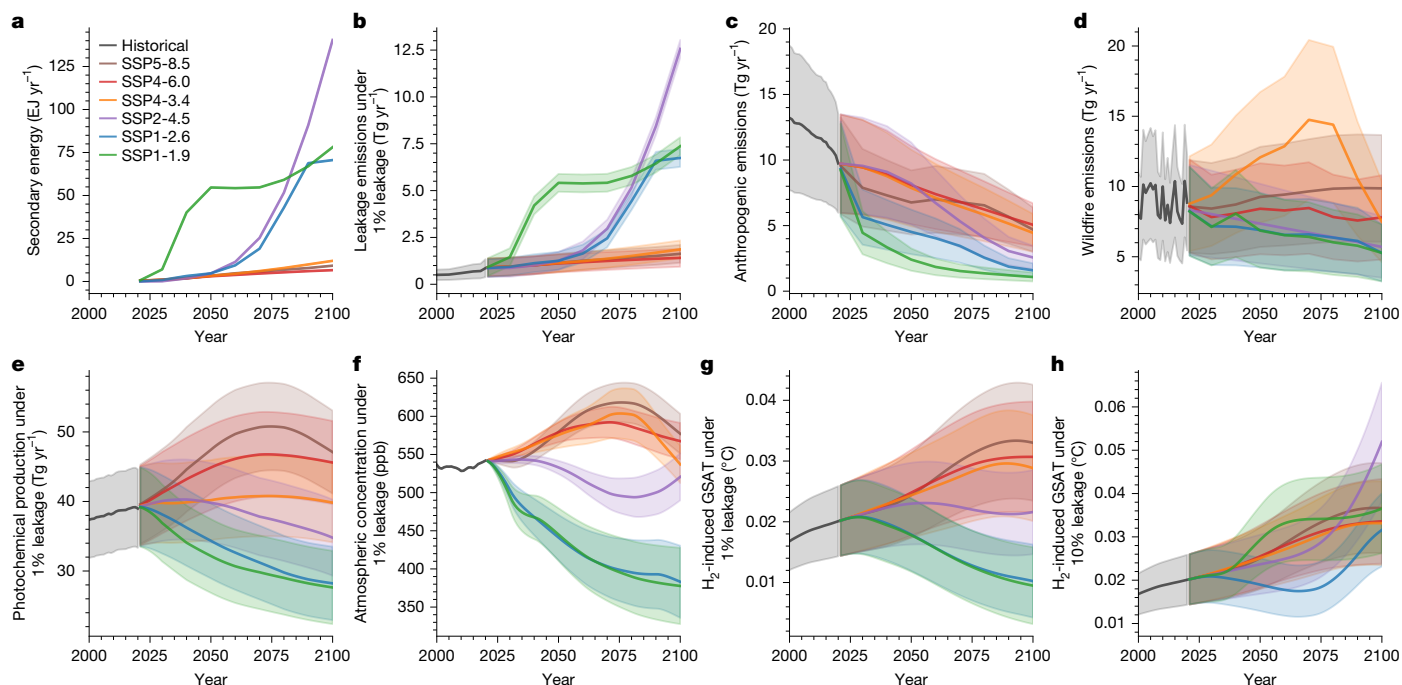 a
Secondary energy (EJ yr⁻¹)
125
100
75
50
25
0
Historical
SSP5-8.5
SSP4-6.0
SSP4-3.4
SSP2-4.5
SSP1-2.6
SSP1-1.9
2000 2025 2050 2075 2100
Year
b
Leakage emissions under
1% leakage (Tg yr⁻¹)
12.5
10.0
7.5
5.0
2.5
0
2000 2025 2050 2075 2100
Year
c
Anthropogenic emissions (Tg yr⁻¹)
20
15
10
5
0
2000 2025 2050 2075 2100
Year
d
Wildfire emissions (Tg yr⁻¹)
20
15
10
5
2000 2025 2050 2075 2100
Year
e
Photochemical production under
1% leakage (Tg yr⁻¹)
50
40
30
2000 2025 2050 2075 2100
Year
f
Atmospheric concentration under
1% leakage (ppb)
650
600
550
500
450
400
350
2000 2025 2050 2075 2100
Year
g
H₂-induced GSAT under
1% leakage (°C)
0.04
0.03
0.02
0.01
2000 2025 2050 2075 2100
Year
h
H₂-induced GSAT under
10% leakage (°C)
0.06
0.05
0.04
0.03
0.02
0.01
2000 2025 2050 2075 2100
Year